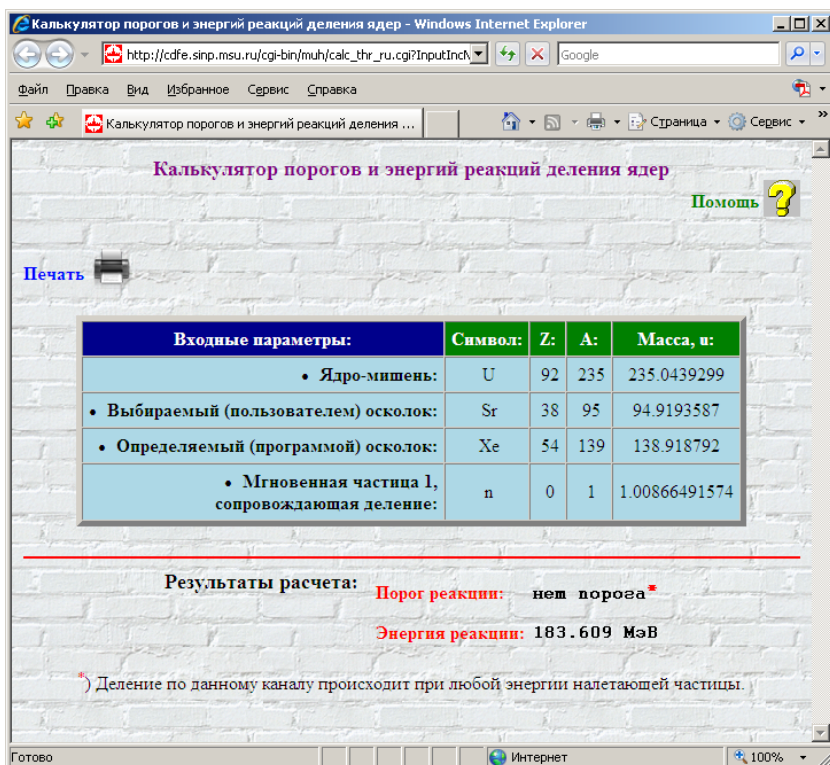 Калькулятор порогов и энергий реакций деления ядер - Windows Internet Explorer
http://cdfe.sinp.msu.ru/cgi-bin/muh/calc_thr_ru.cgi?InputIncN
Google
Файл Правка Вид Избранное Сервис Справка
Калькулятор порогов и энергий реакций деления ...
Страница Сервис »
Калькулятор порогов и энергий реакций деления ядер
Помощь ?
Печать
Входные параметры: Символ: Z: A: Масса, u:
• Ядро-мишень: U 92 235 235.0439299
• Выбираемый (пользователем) осколок: Sr 38 95 94.9193587
• Определяемый (программой) осколок: Xe 54 139 138.918792
• Мгновенная частица 1,
сопровождающая деление: n 0 1 1.00866491574
Результаты расчета:
Порог реакции: нет порога*
Энергия реакции: 183.609 МэВ
*) Деление по данному каналу происходит при любой энергии налетающей частицы.
Готово Интернет 100%